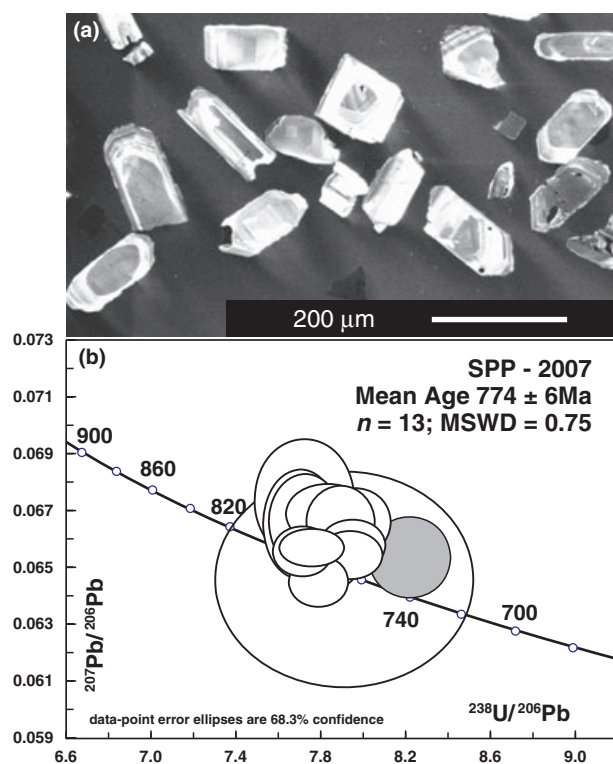 (a)
200 μm
(b)
SPP - 2007
Mean Age 774 ± 6Ma
n = 13; MSWD = 0.75
0.073
0.071
0.069
0.067
0.065
0.063
0.061
0.059
900
860
820
740
700
207Pb/206Pb
238U/206Pb
data-point error ellipses are 68.3% confidence
6.6 7.0 7.4 7.8 8.2 8.6 9.0